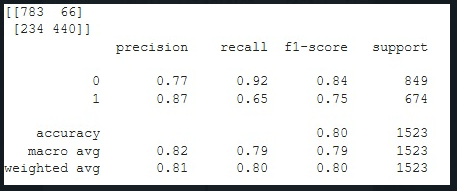 [[783  66]
 [234 440]]
              precision    recall  f1-score   support

           0       0.77      0.92      0.84       849
           1       0.87      0.65      0.75       674

    accuracy                           0.80      1523
   macro avg       0.82      0.79      0.79      1523
weighted avg       0.81      0.80      0.80      1523